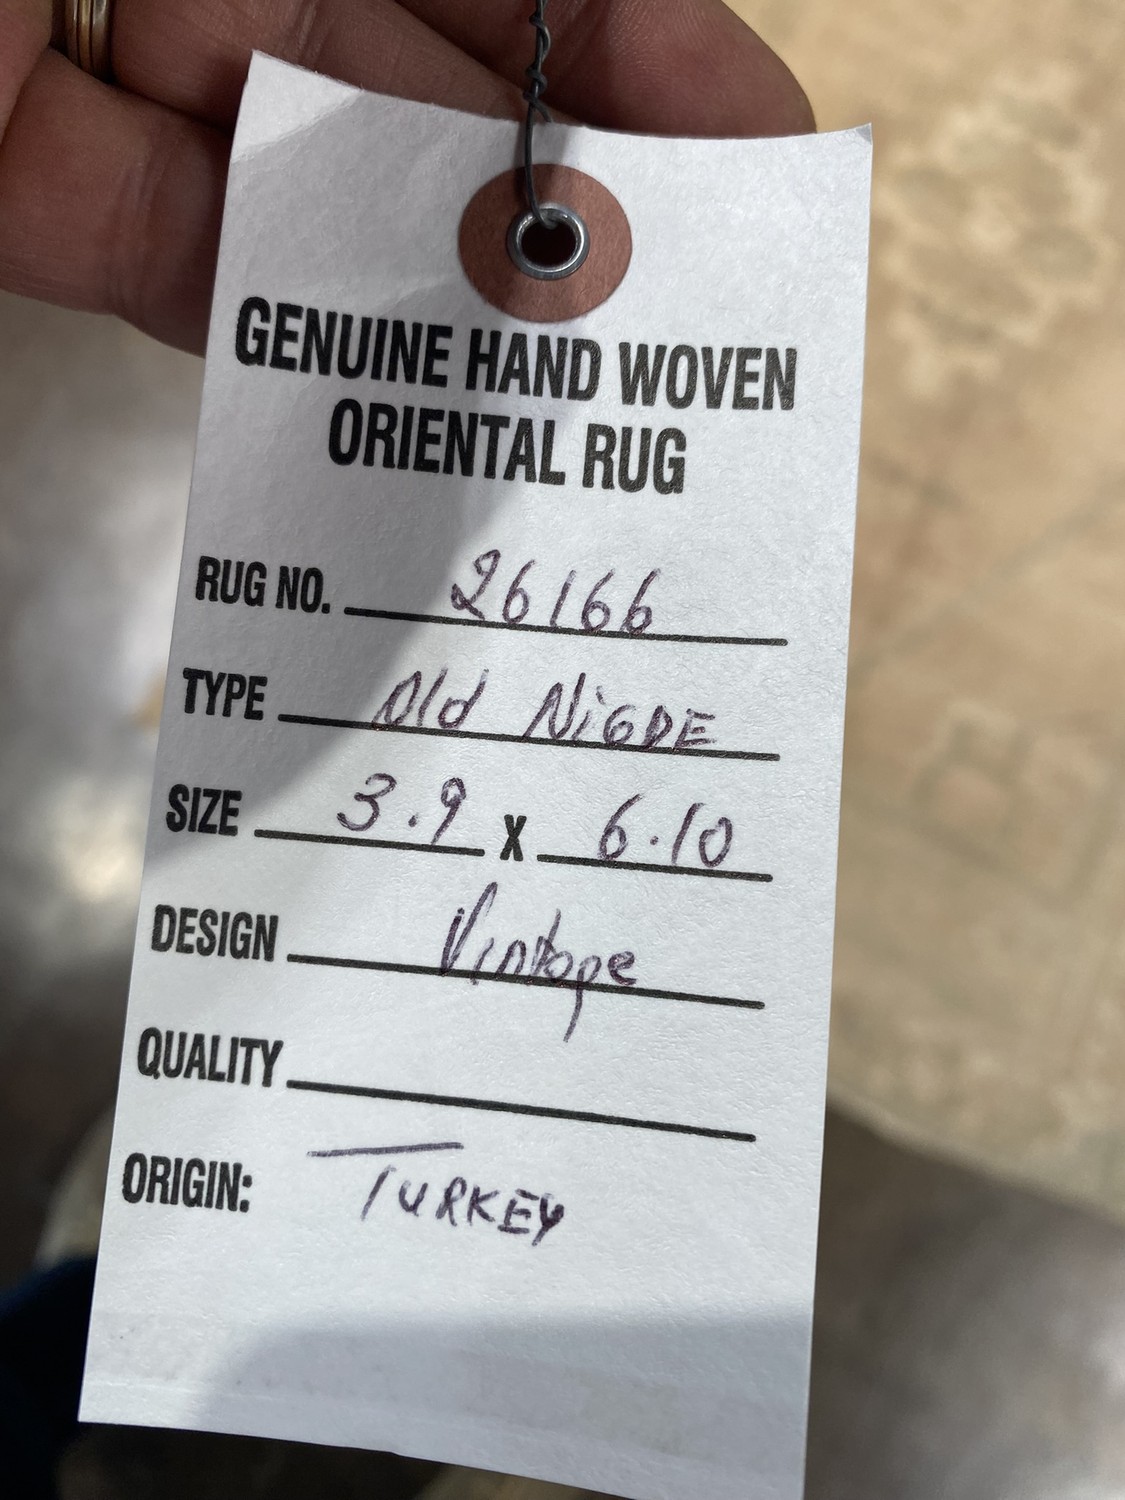 GENUINE HAND WOVEN
ORIENTAL RUG
RUG NO. 26166
TYPE Old NiGDE
SIZE 3.9 X 6.10
DESIGN Vintage
QUALITY
ORIGIN: TURKEY